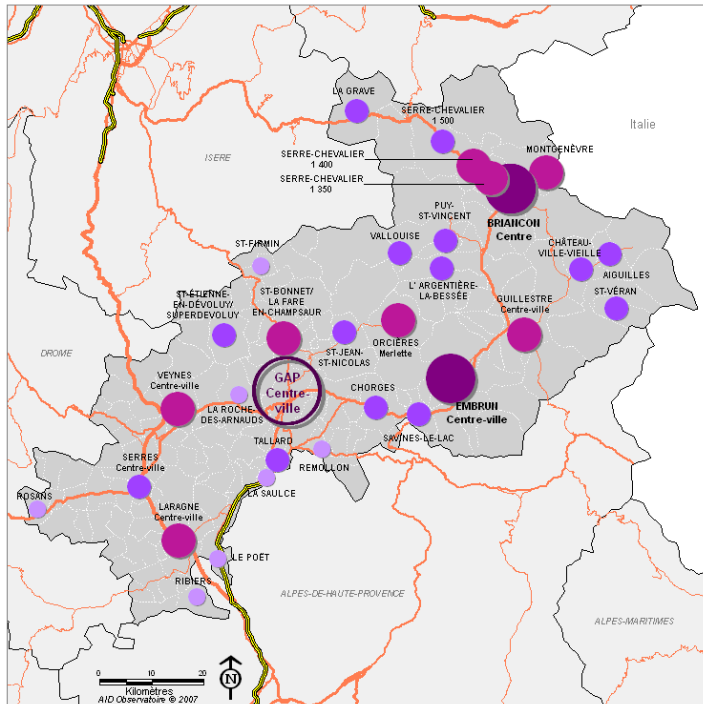 LA GRAVE
SERRE-CHEVALIER
1 500
Italie
SERRE-CHEVALIER
1 400
MONTGENÈVRE
ISERE
SERRE-CHEVALIER
1 350
PUY-
ST-VINCENT
BRIANCON
Centre
ST-FIRMIN
VALLOUISE
CHÂTEAU-
VILLE-VIEILLE
AIGUILLES
ST-ÉTIENNE-
EN-DÉVOLUY/
SUPERDEVOLUY
ST-BONNET/
LA FARE
EN-CHAMPSAUR
L' ARGENTIÈRE-
LA-BESSÉE
ST-VÉRAN
GUILLESTRE
Centre-ville
ORCIÈRES
Merlette
ST-JEAN-
ST-NICOLAS
DROME
VEYNES
Centre-ville
GAP
Centre-
ville
CHORGES
LA ROCHE-
DES-ARNAUDS
EMBRUN
Centre-ville
SAVINES-LE-LAC
TALLARD
SERRES
Centre-ville
REMOLLON
LA SAULCE
ROSANS
LARAGNE
Centre-ville
LE POËT
RIBIERS
ALPES-DE-HAUTE-PROVENCE
ALPES-MARITIMES
0 10 20
Kilomètres
N
AID Observatoire © 2007